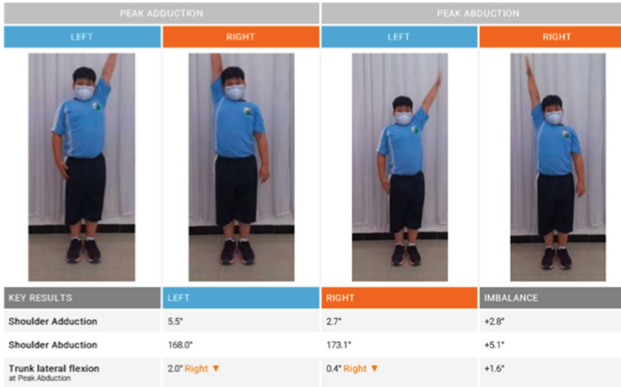 PEAK ADDUCTION PEAK ABDUCTION
LEFT RIGHT LEFT RIGHT
KEY RESULTS LEFT RIGHT IMBALANCE
Shoulder Adduction 5.5° 2.7° +2.8°
Shoulder Abduction 168.0° 173.1° +5.1°
Trunk lateral flexion 2.0° Right ▼ 0.4° Right ▼ +1.6°
at Peak Abduction